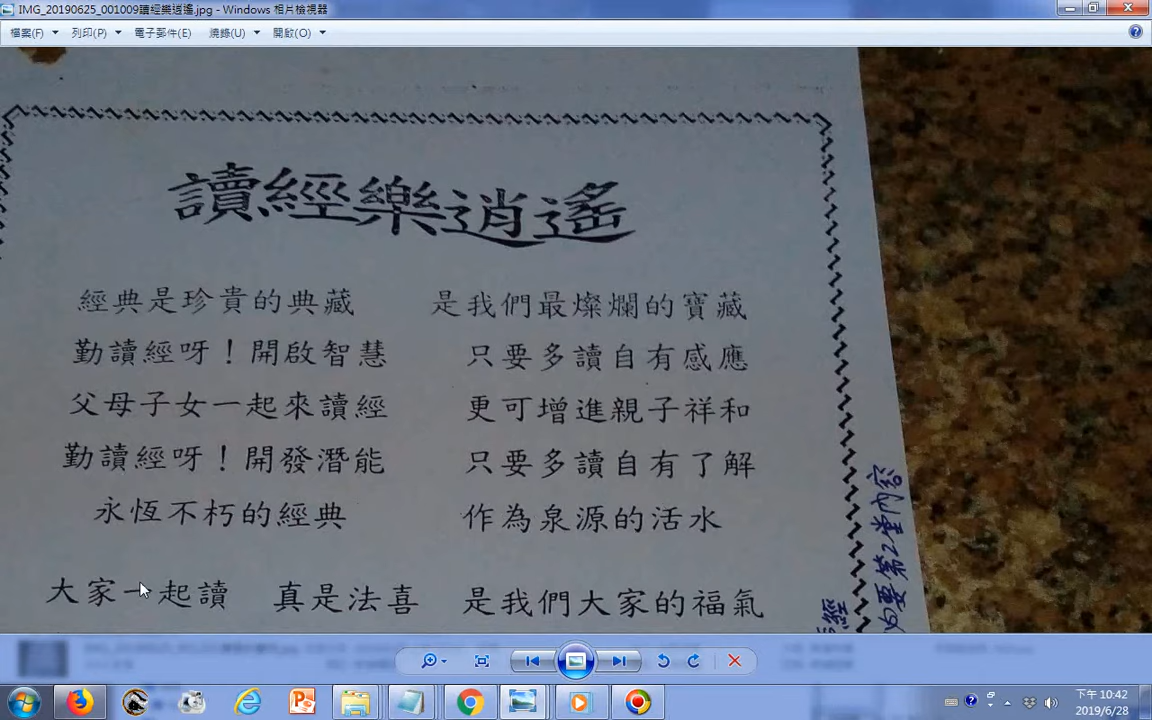 IMG_20190625_001009讀經樂逍遙.jpg - Windows 相片檢視器
檔案(F) 列印(P) 電子郵件(E) 燒錄(U) 開啟(O)
讀經樂逍遙
經典是珍貴的典藏 是我們最燦爛的寶藏
勤讀經呀！開啟智慧 只要多讀自有感應
父母子女一起來讀經 更可增進親子祥和
勤讀經呀！開發潛能 只要多讀自有了解
永恆不朽的經典 作為泉源的活水
大家一起讀 真是法喜 是我們大家的福氣
要第2堂內容
經
下午 10:42
2019/6/28